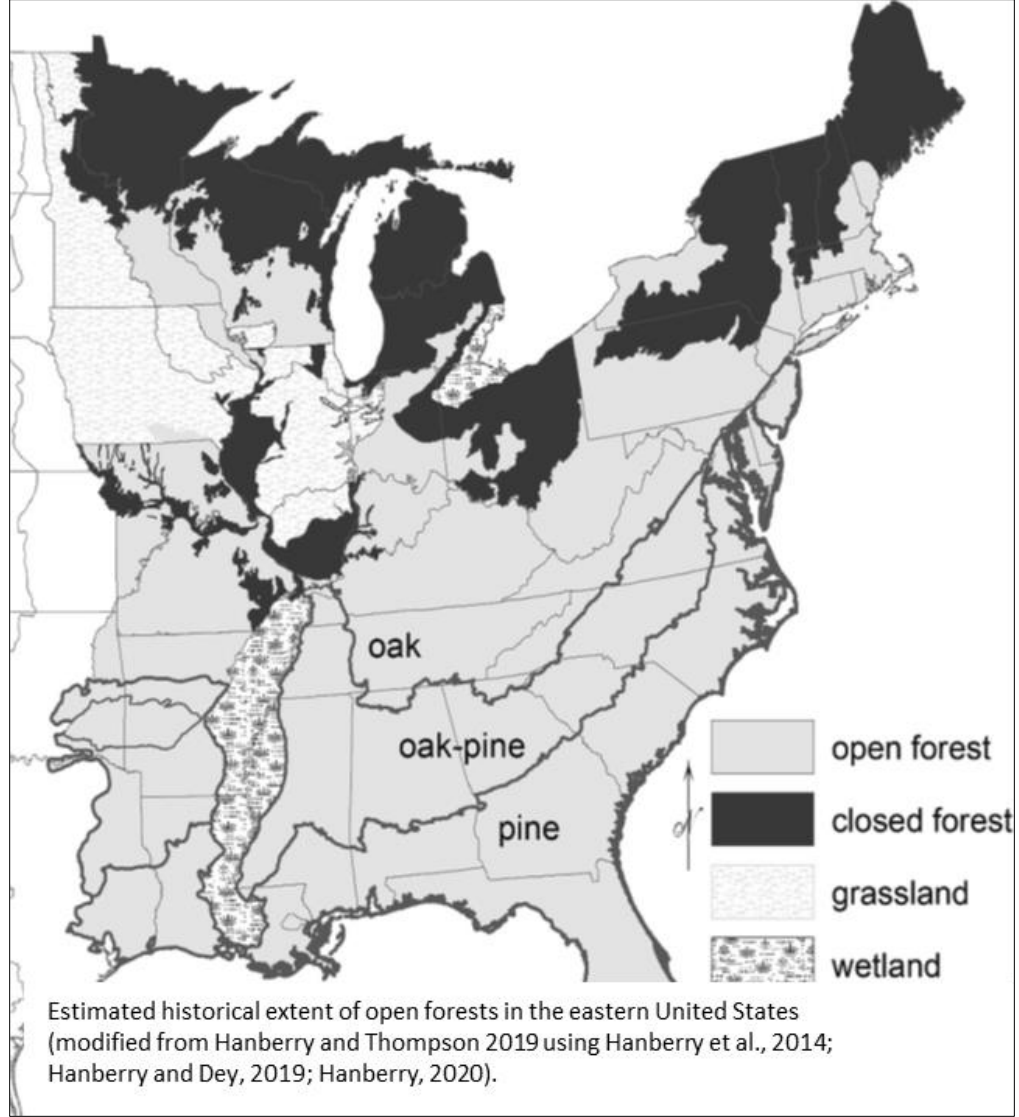 oak
oak-pine
pine
open forest
closed forest
grassland
wetland
Estimated historical extent of open forests in the eastern United States
(modified from Hanberry and Thompson 2019 using Hanberry et al., 2014;
Hanberry and Dey, 2019; Hanberry, 2020).